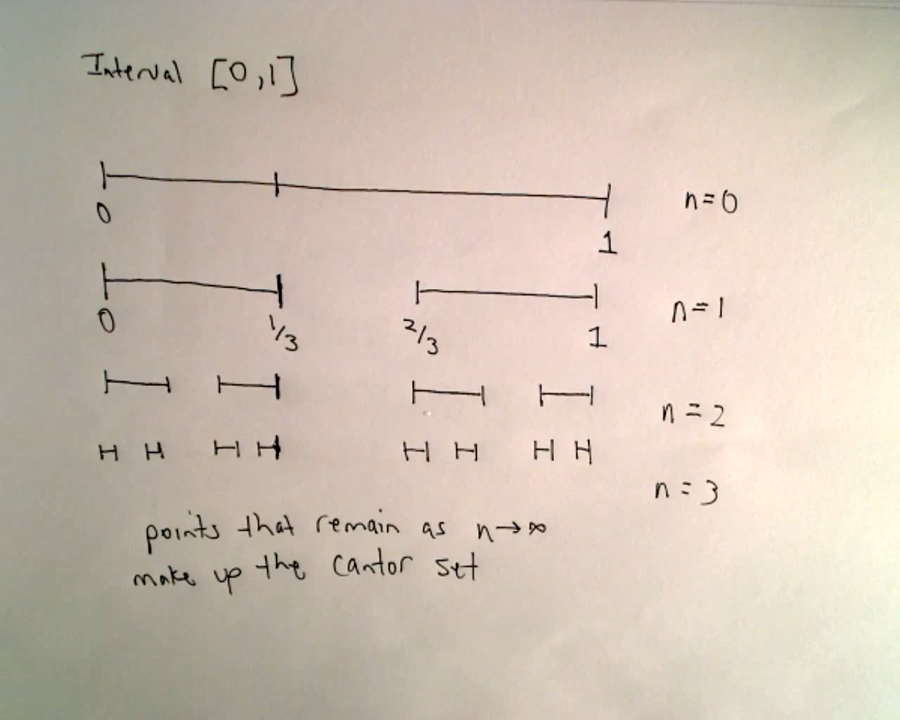 Interval [0,1]
0 1 n=0
0 1/3 2/3 1 n=1
n=2
n=3
points that remain as n→∞
make up the cantor set